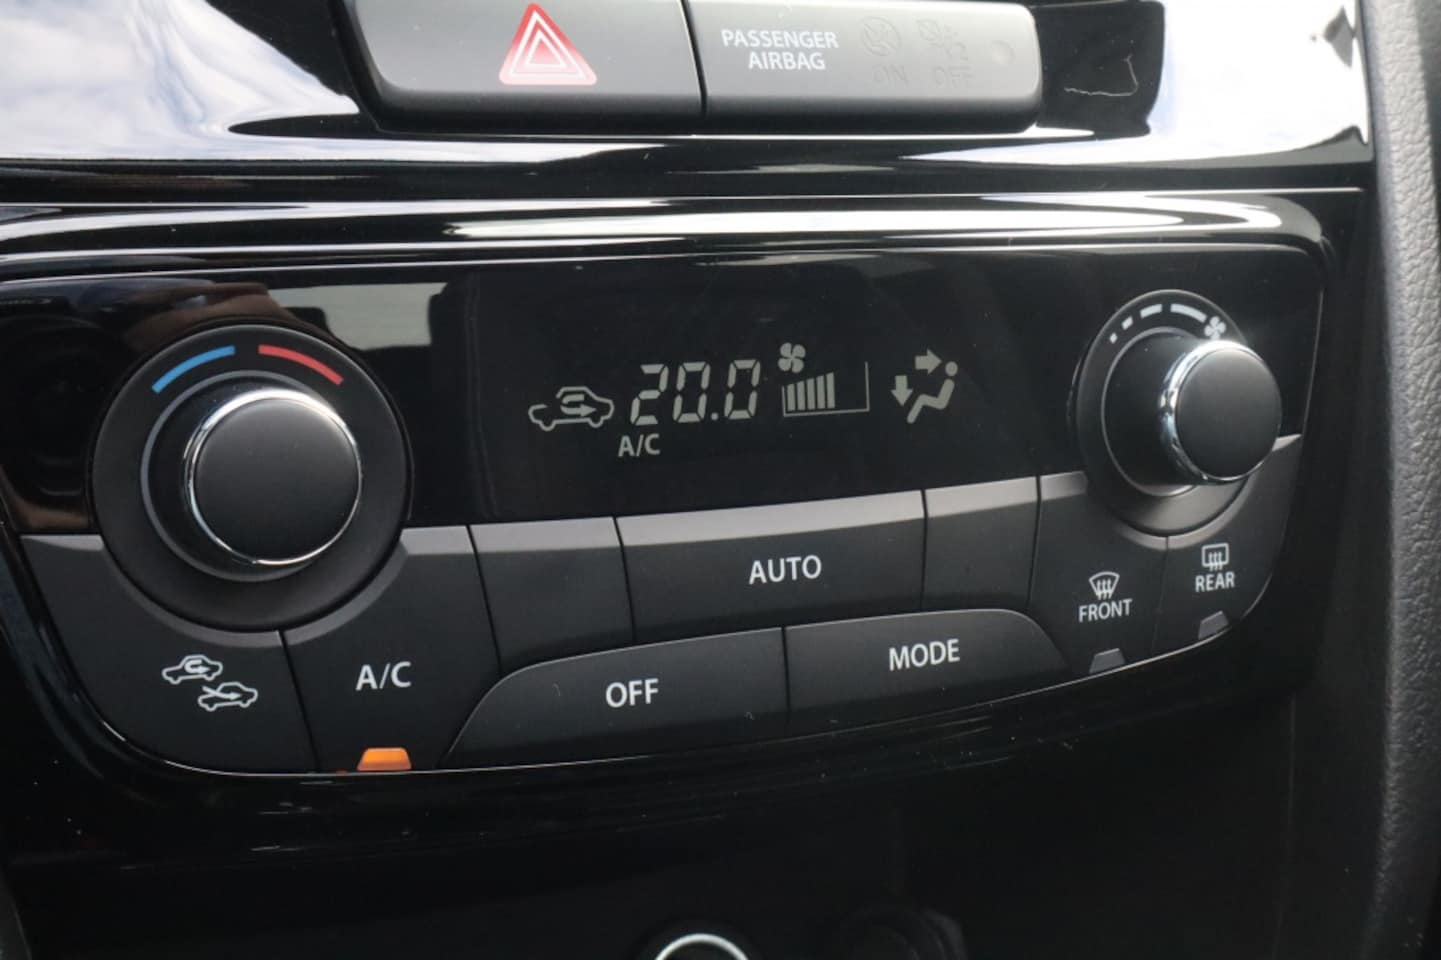 PASSENGER
AIRBAG
ON OFF
20.0
A/C
AUTO
FRONT
REAR
A/C
OFF
MODE